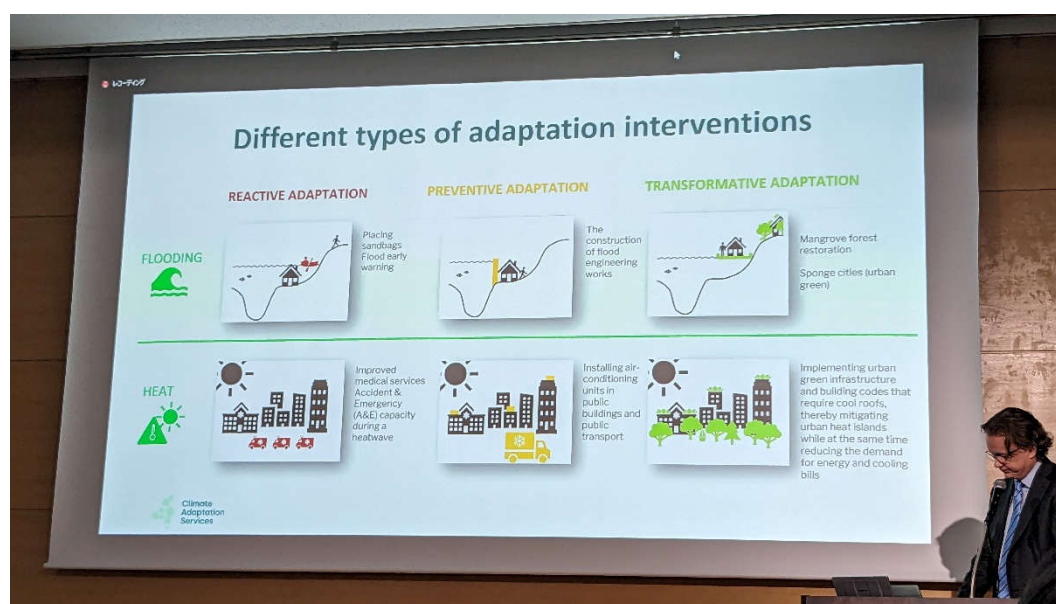 レコーディング
Different types of adaptation interventions
REACTIVE ADAPTATION
PREVENTIVE ADAPTATION
TRANSFORMATIVE ADAPTATION
FLOODING
Placing
sandbags
Flood early
warning
The
construction
of flood
engineering
works
Mangrove forest
restoration
Sponge cities (urban
green)
HEAT
Improved
medical services
Accident &
Emergency
(A&E) capacity
during a
heatwave
Installing air-
conditioning
units in
public
buildings and
public
transport
Implementing urban
green infrastructure
and building codes that
require cool roofs,
thereby mitigating
urban heat islands
while at the same time
reducing the demand
for energy and cooling
bills
Climate
Adaptation
Services